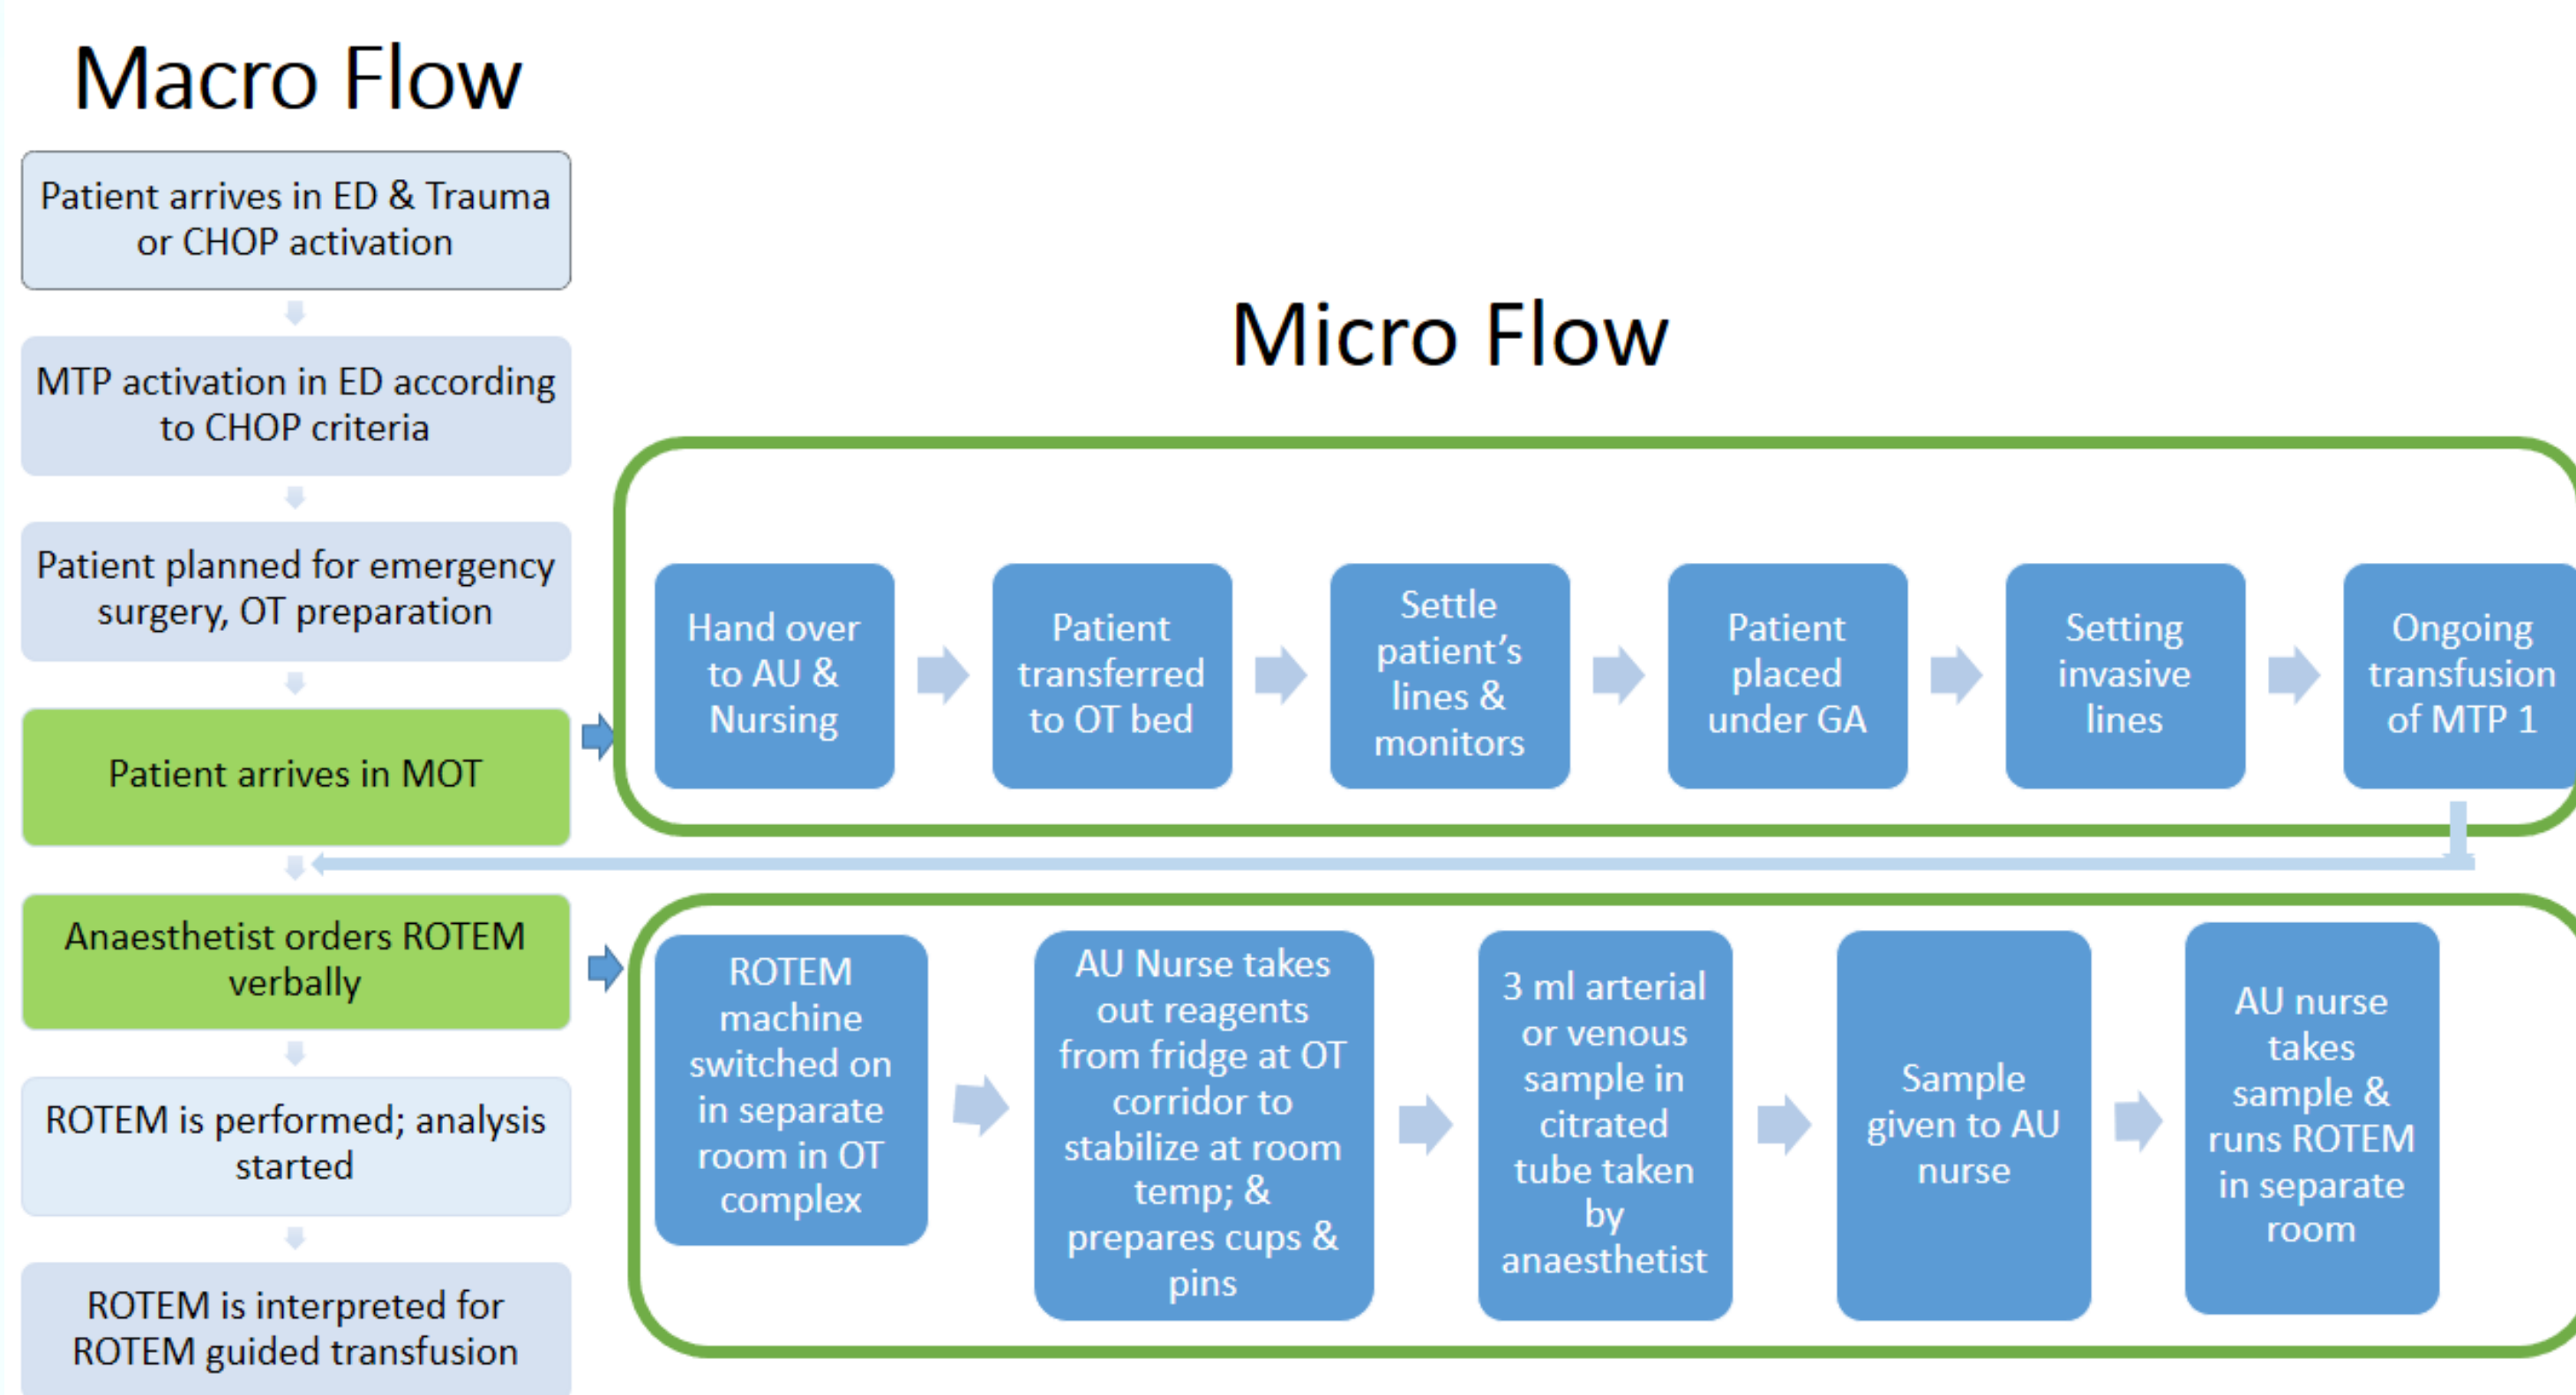 Macro Flow
Patient arrives in ED & Trauma
or CHOP activation
MTP activation in ED according
to CHOP criteria
Patient planned for emergency
surgery, OT preparation
Patient arrives in MOT
Anaesthetist orders ROTEM
verbally
ROTEM is performed; analysis
started
ROTEM is interpreted for
ROTEM guided transfusion
Micro Flow
Hand over
to AU &
Nursing
Patient
transferred
to OT bed
Settle
patient’s
lines &
monitors
Patient
placed
under GA
Setting
invasive
lines
Ongoing
transfusion
of MTP 1
ROTEM
machine
switched on
in separate
room in OT
complex
AU Nurse takes
out reagents
from fridge at OT
corridor to
stabilize at room
temp; &
prepares cups &
pins
3 ml arterial
or venous
sample in
citrated
tube taken
by
anaesthetist
Sample
given to AU
nurse
AU nurse
takes
sample &
runs ROTEM
in separate
room